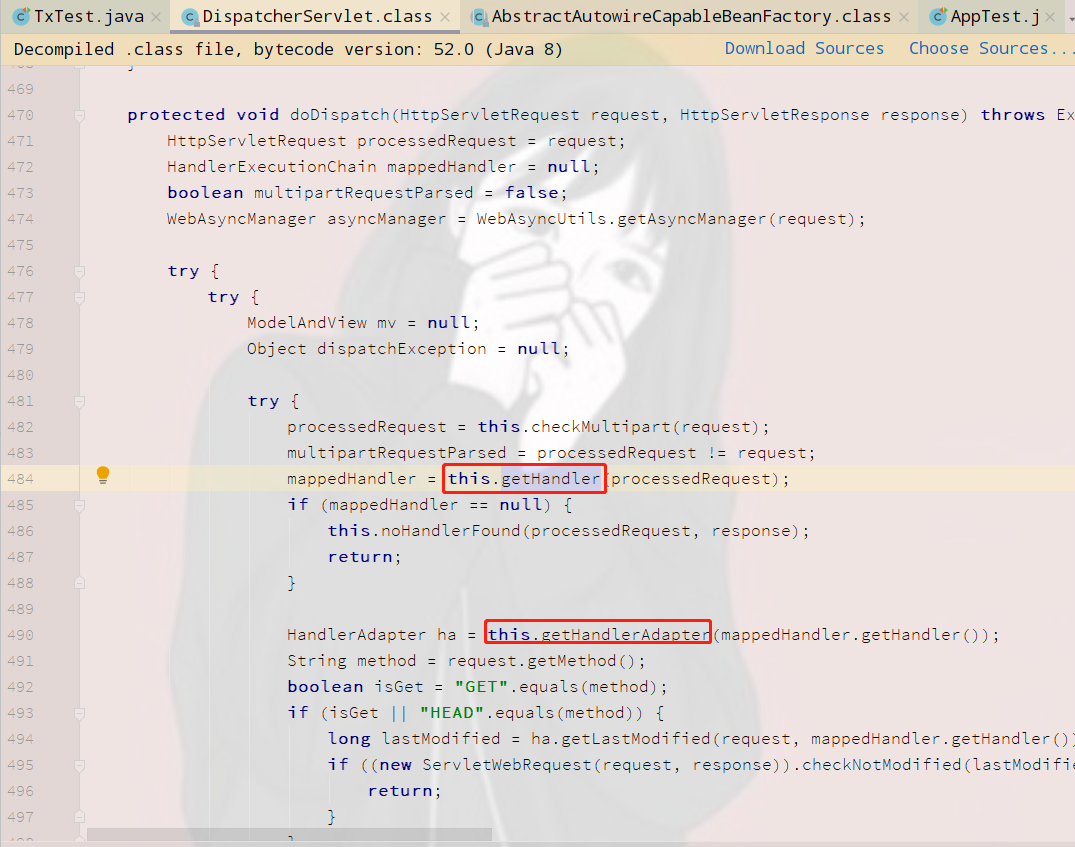 TxTest.java DispatcherServlet.class AbstractAutowireCapableBeanFactory.class AppTest.j
Decompiled .class file, bytecode version: 52.0 (Java 8) Download Sources Choose Sources...
469
470 protected void doDispatch(HttpServletRequest request, HttpServletResponse response) throws Ex
471 HttpServletRequest processedRequest = request;
472 HandlerExecutionChain mappedHandler = null;
473 boolean multipartRequestParsed = false;
474 WebAsyncManager asyncManager = WebAsyncUtils.getAsyncManager(request);
475
476 try {
477 try {
478 ModelAndView mv = null;
479 Object dispatchException = null;
480
481 try {
482 processedRequest = this.checkMultipart(request);
483 multipartRequestParsed = processedRequest != request;
484 mappedHandler = this.getHandler(processedRequest);
485 if (mappedHandler == null) {
486 this.noHandlerFound(processedRequest, response);
487 return;
488 }
489
490 HandlerAdapter ha = this.getHandlerAdapter(mappedHandler.getHandler());
491 String method = request.getMethod();
492 boolean isGet = "GET".equals(method);
493 if (isGet || "HEAD".equals(method)) {
494 long lastModified = ha.getLastModified(request, mappedHandler.getHandler())
495 if ((new ServletWebRequest(request, response)).checkNotModified(lastModifie
496 return;
497 }